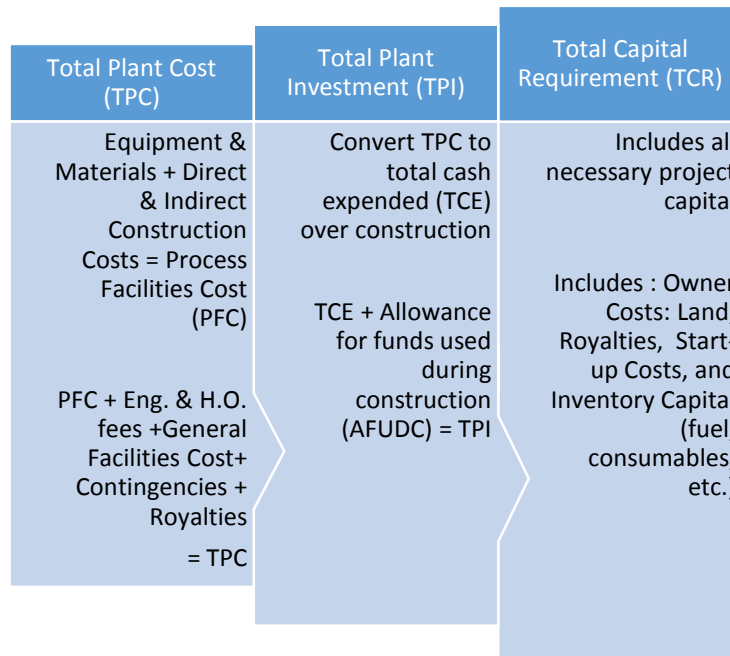 Total Plant Cost
(TPC)
Equipment &
Materials + Direct
& Indirect
Construction
Costs = Process
Facilities Cost
(PFC)
PFC + Eng. & H.O.
fees +General
Facilities Cost+
Contingencies +
Royalties
= TPC
Total Plant
Investment (TPI)
Convert TPC to
total cash
expended (TCE)
over construction
TCE + Allowance
for funds used
during
construction
(AFUDC) = TPI
Total Capital
Requirement (TCR)
Includes al
necessary project
capita
Includes : Owner
Costs: Land,
Royalties, Start-
up Costs, and
Inventory Capita
(fuel,
consumables,
etc.)